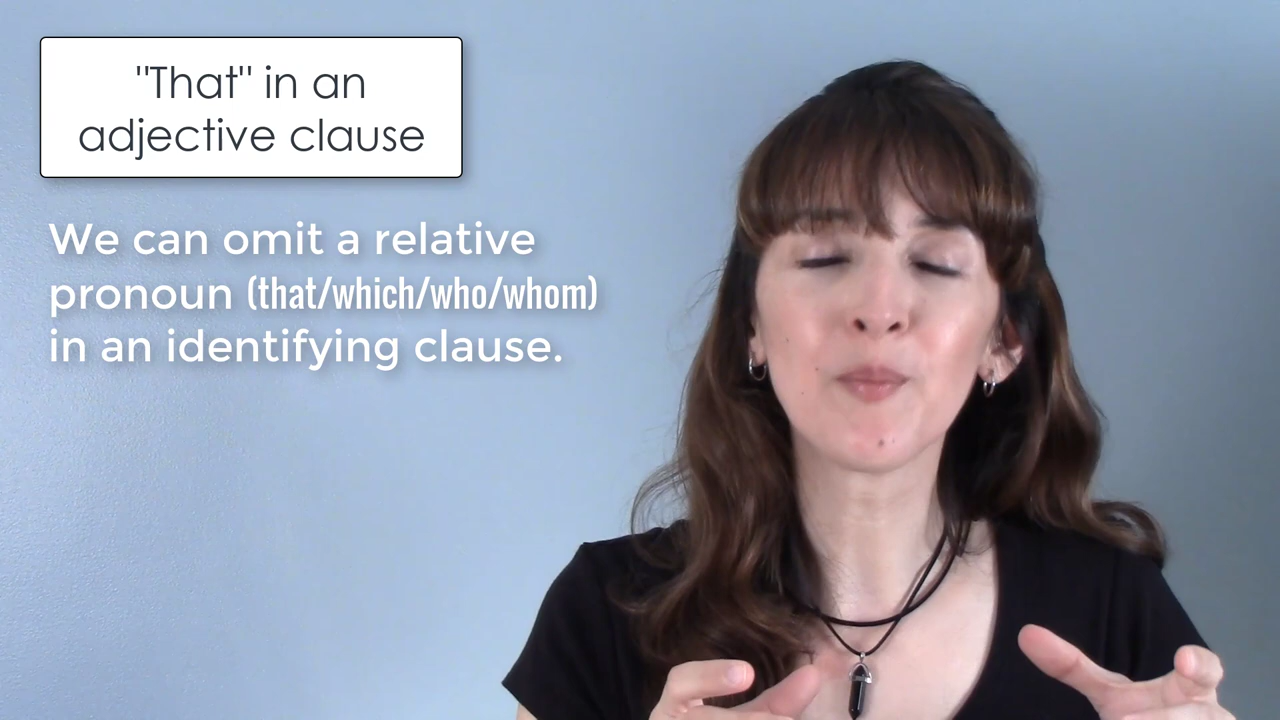 "That" in an
adjective clause
We can omit a relative
pronoun (that/which/who/whom)
in an identifying clause.